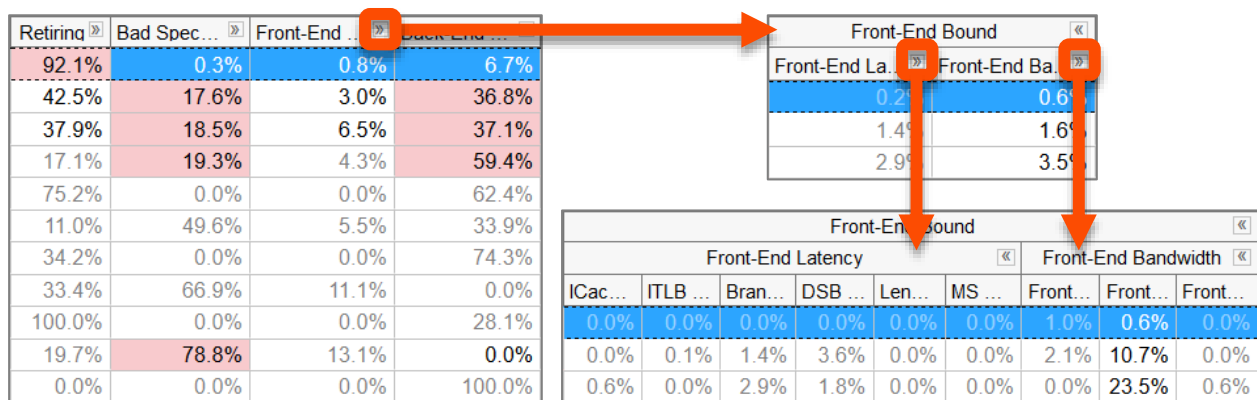 Retiring Bad Spec... Front-End ... Back-End ...
92.1% 0.3% 0.8% 6.7%
42.5% 17.6% 3.0% 36.8%
37.9% 18.5% 6.5% 37.1%
17.1% 19.3% 4.3% 59.4%
75.2% 0.0% 0.0% 62.4%
11.0% 49.6% 5.5% 33.9%
34.2% 0.0% 0.0% 74.3%
33.4% 66.9% 11.1% 0.0%
100.0% 0.0% 0.0% 28.1%
19.7% 78.8% 13.1% 0.0%
0.0% 0.0% 0.0% 100.0%
Front-End Bound
Front-End La... Front-End Ba...
0.2% 0.6%
1.4% 1.6%
2.9% 3.5%
Front-End Bound
Front-End Latency Front-End Bandwidth
ICac... ITLB ... Bran... DSB ... Len... MS ... Front... Front... Front...
0.0% 0.0% 0.0% 0.0% 0.0% 0.0% 1.0% 0.6% 0.0%
0.0% 0.1% 1.4% 3.6% 0.0% 0.0% 2.1% 10.7% 0.0%
0.6% 0.0% 2.9% 1.8% 0.0% 0.0% 0.0% 23.5% 0.6%